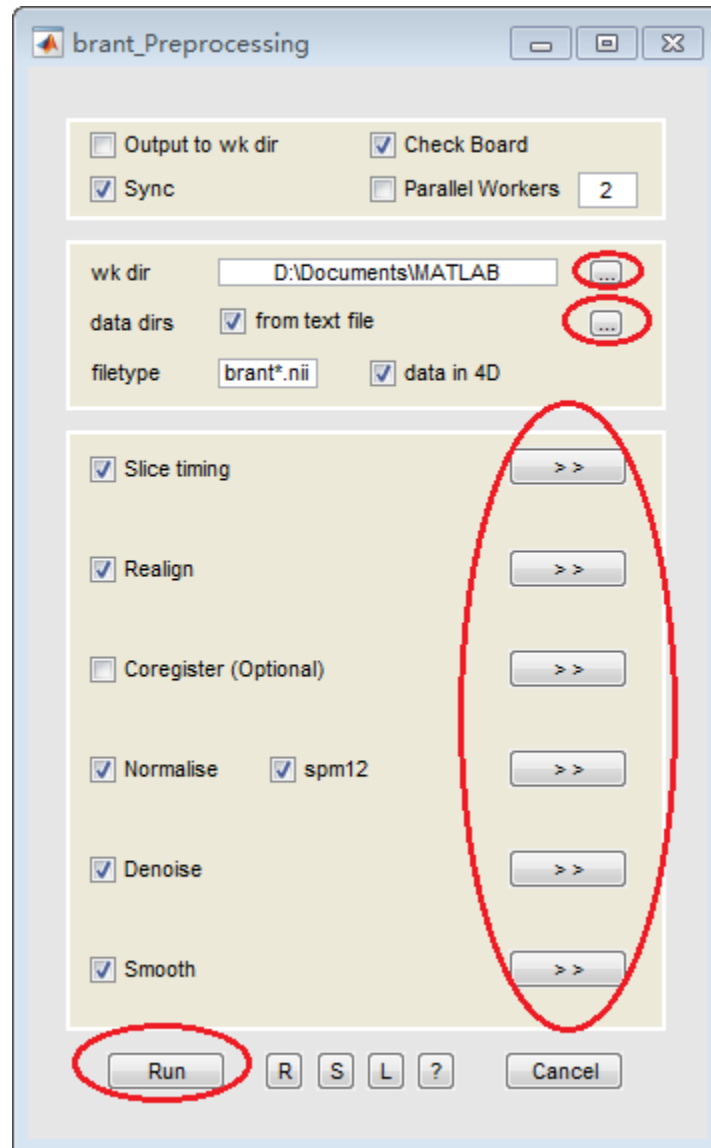 brant_Preprocessing
Output to wk dir Check Board
Sync Parallel Workers 2
wk dir D:\Documents\MATLAB ...
data dirs from text file ...
filetype brant*.nii data in 4D
Slice timing >>
Realign >>
Coregister (Optional) >>
Normalise spm12 >>
Denoise >>
Smooth >>
Run R S L ? Cancel